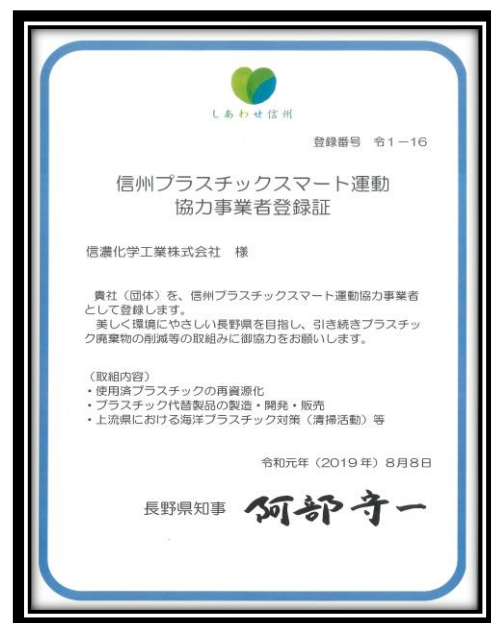 しあわせ信州
登録番号 令1−16
信州プラスチックスマート運動
協力事業者登録証
信濃化学工業株式会社 様
貴社（団体）を、信州プラスチックスマート運動協力事業者
として登録します。
美しく環境にやさしい長野県を目指し、引き続きプラスチッ
ク廃棄物の削減等の取組みに御協力をお願いします。
（取組内容）
・使用済プラスチックの再資源化
・プラスチック代替製品の製造・開発・販売
・上流県における海洋プラスチック対策（清掃活動）等
令和元年（2019年）8月8日
長野県知事 阿部守一